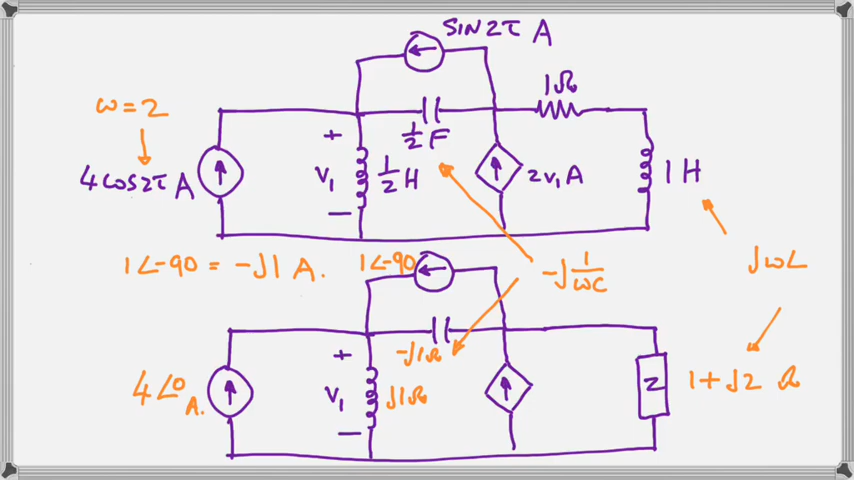 sin2t A
1Ω
ω=2
+
1/2 F
4cos2t A
V1
1/2 H
2V1 A
1 H
−
1∠-90 = -j1 A.
1∠-90
-j 1/ωC
jωL
+
-j1Ω
4∠0 A.
V1
j1Ω
Z
1+j2 Ω
−